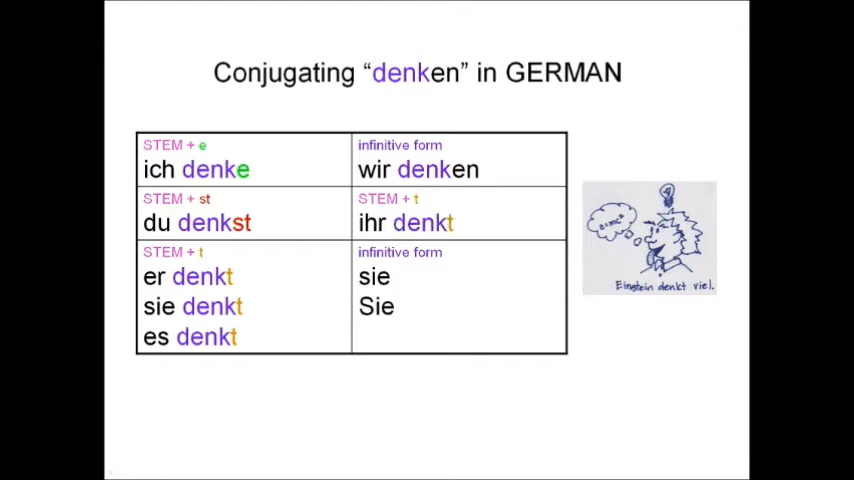 Conjugating “denken” in GERMAN
STEM + e
ich denke
infinitive form
wir denken
STEM + st
du denkst
STEM + t
ihr denkt
STEM + t
er denkt
sie denkt
es denkt
infinitive form
sie
Sie
e=mc²
Einstein denkt viel.